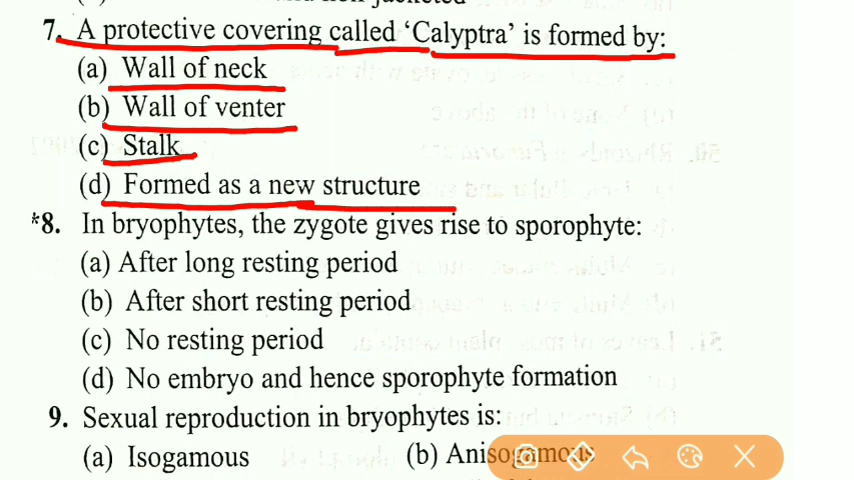 7. A protective covering called ‘Calyptra’ is formed by:
(a) Wall of neck
(b) Wall of venter
(c) Stalk
(d) Formed as a new structure
*8. In bryophytes, the zygote gives rise to sporophyte:
(a) After long resting period
(b) After short resting period
(c) No resting period
(d) No embryo and hence sporophyte formation
9. Sexual reproduction in bryophytes is:
(a) Isogamous (b) Anisogamous